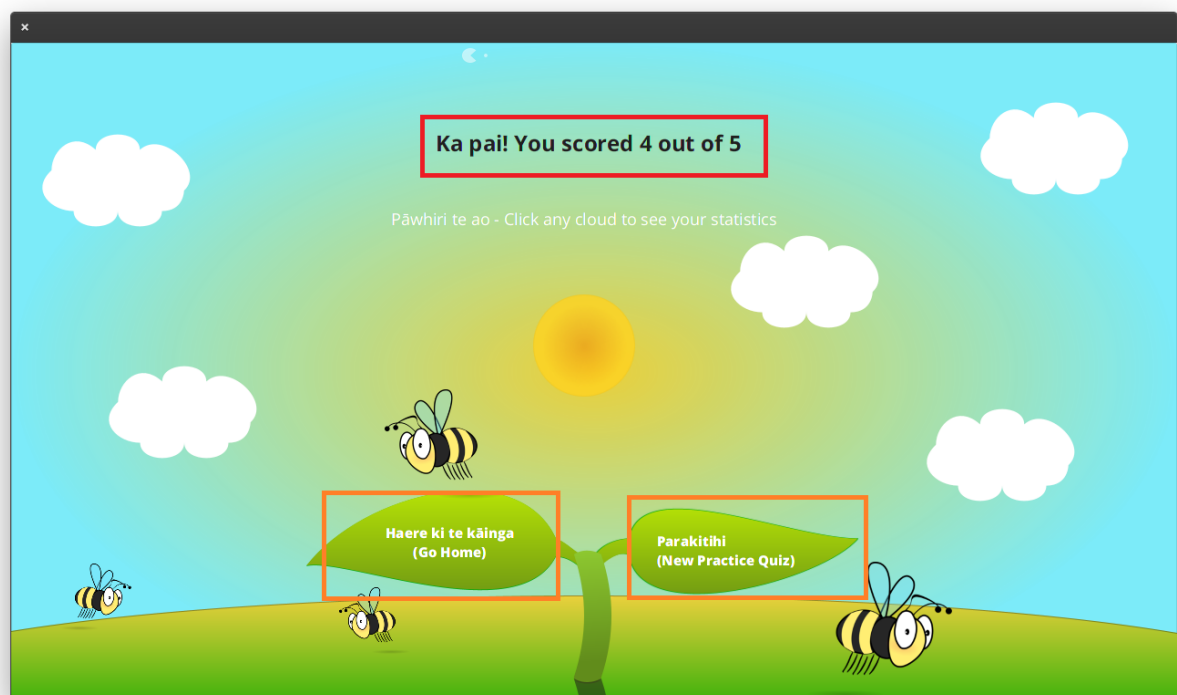 Ka pai! You scored 4 out of 5
Pāwhiri te ao - Click any cloud to see your statistics
Haere ki te kāinga
(Go Home)
Parakitihi
(New Practice Quiz)